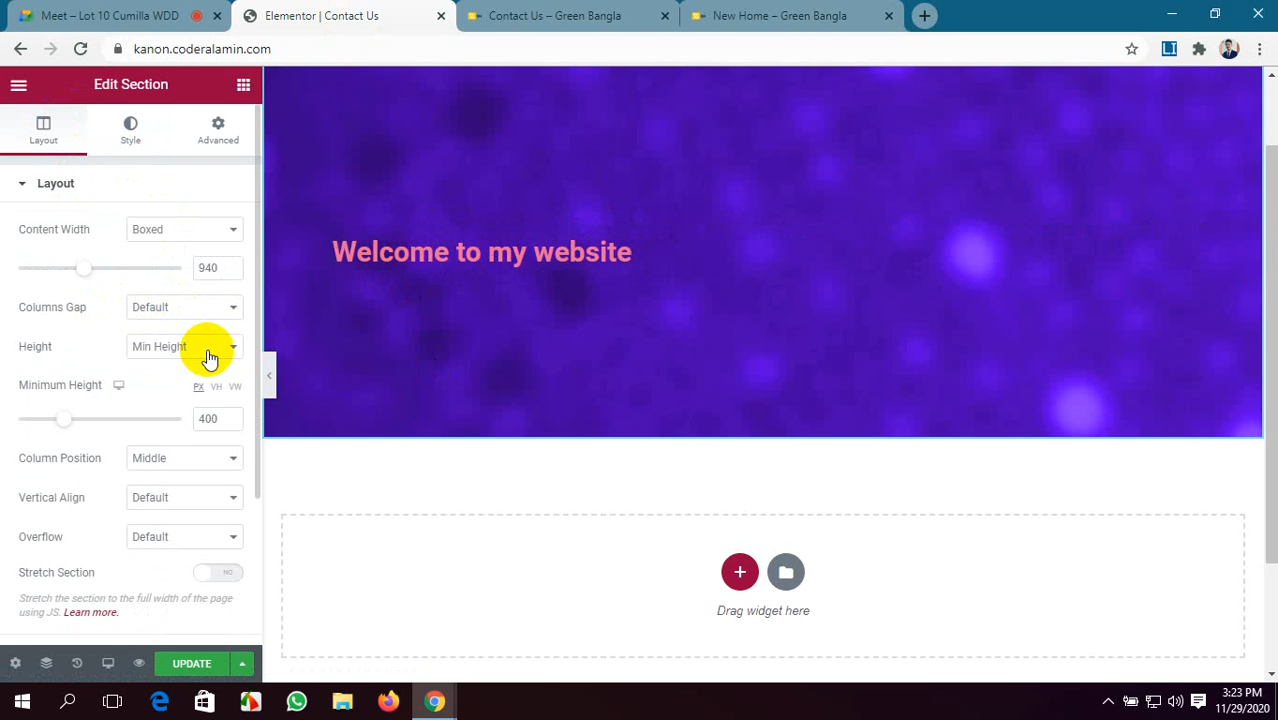 Meet – Lot 10 Cumilla WDD
Elementor | Contact Us
Contact Us – Green Bangla
New Home – Green Bangla
kanon.coderalamin.com
LI
Edit Section
Layout
Style
Advanced
Layout
Content Width
Boxed
940
Columns Gap
Default
Height
Min Height
Minimum Height
PX VH VW
400
Column Position
Middle
Vertical Align
Default
Overflow
Default
Stretch Section
NO
Stretch the section to the full width of the page
using JS. Learn more.
UPDATE
Welcome to my website
Drag widget here
3:23 PM
11/29/2020